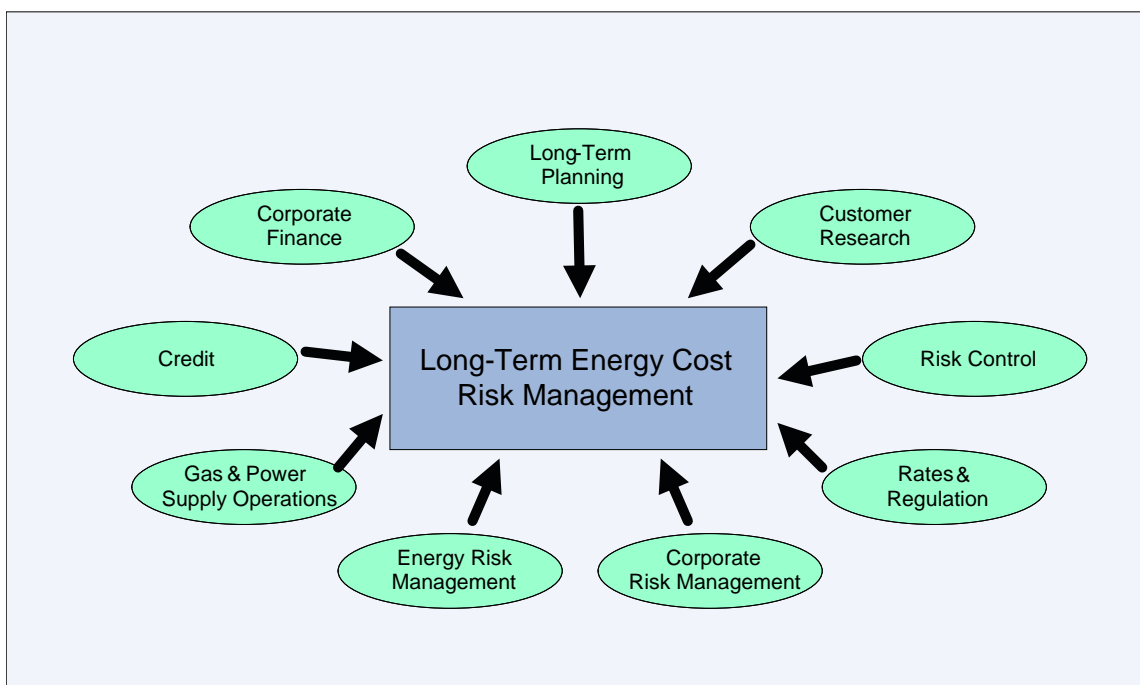 Long-Term
Planning
Corporate
Finance
Customer
Research
Credit
Long-Term Energy Cost
Risk Management
Risk Control
Gas & Power
Supply Operations
Rates &
Regulation
Energy Risk
Management
Corporate
Risk Management